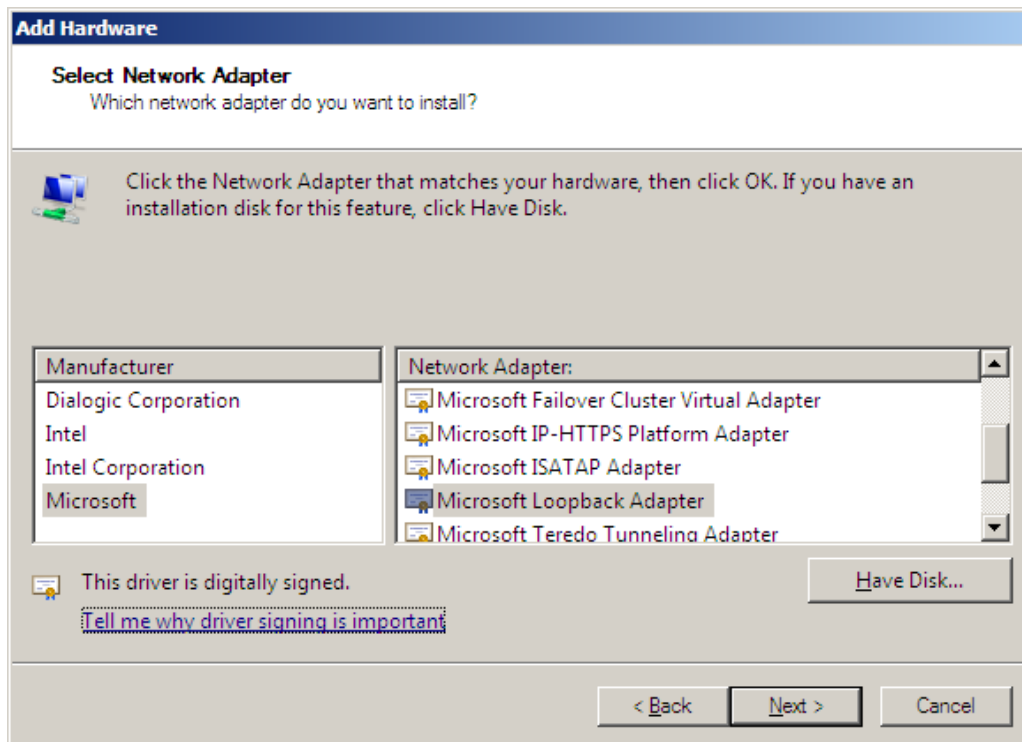 Add Hardware
Select Network Adapter
Which network adapter do you want to install?
Click the Network Adapter that matches your hardware, then click OK. If you have an
installation disk for this feature, click Have Disk.
Manufacturer
Dialogic Corporation
Intel
Intel Corporation
Microsoft
Network Adapter:
Microsoft Failover Cluster Virtual Adapter
Microsoft IP-HTTPS Platform Adapter
Microsoft ISATAP Adapter
Microsoft Loopback Adapter
Microsoft Teredo Tunneling Adapter
This driver is digitally signed.
Tell me why driver signing is important
Have Disk...
< Back
Next >
Cancel